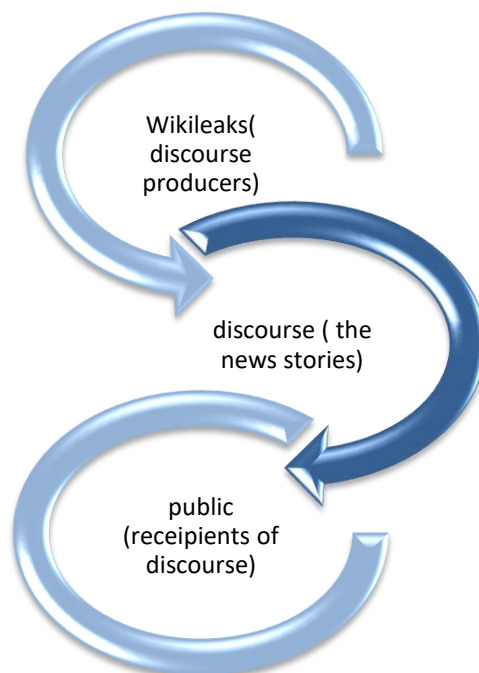 Wikileaks(
discourse
producers)
discourse ( the
news stories)
public
(receipients of
discourse)